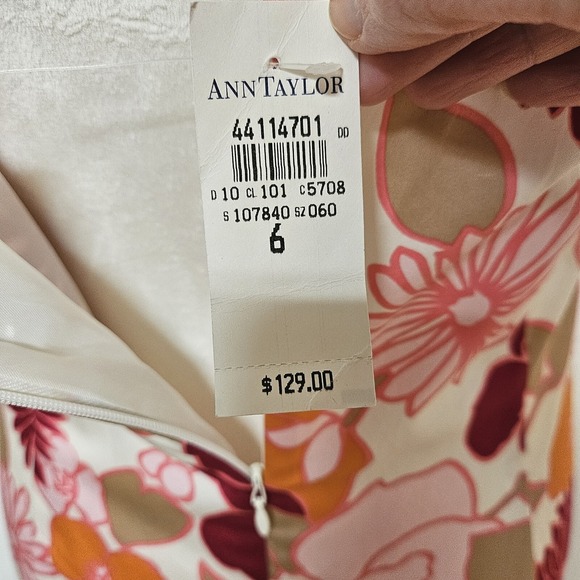 ANNTAYLOR
44114701 DD
D 10 CL 101 C 5708
S 107840 SZ 060
6
$129.00